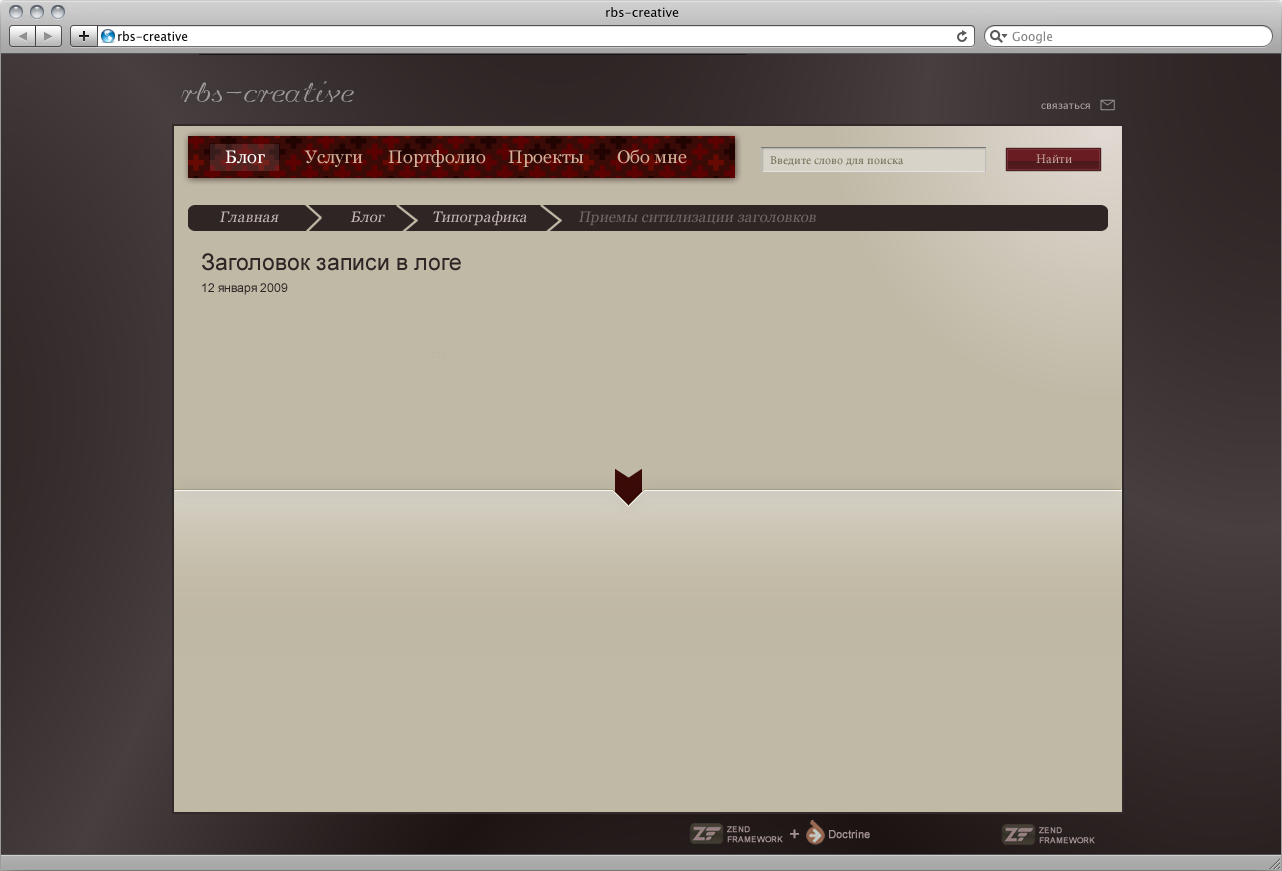 rbs-creative
rbs-creative
Google
rbs-creative
связаться
Блог Услуги Портфолио Проекты Обо мне
Введите слово для поиска
Найти
Главная Блог Типографика Приемы ситилизации заголовков
Заголовок записи в логе
12 января 2009
ZF ZEND FRAMEWORK + Doctrine
ZF ZEND FRAMEWORK